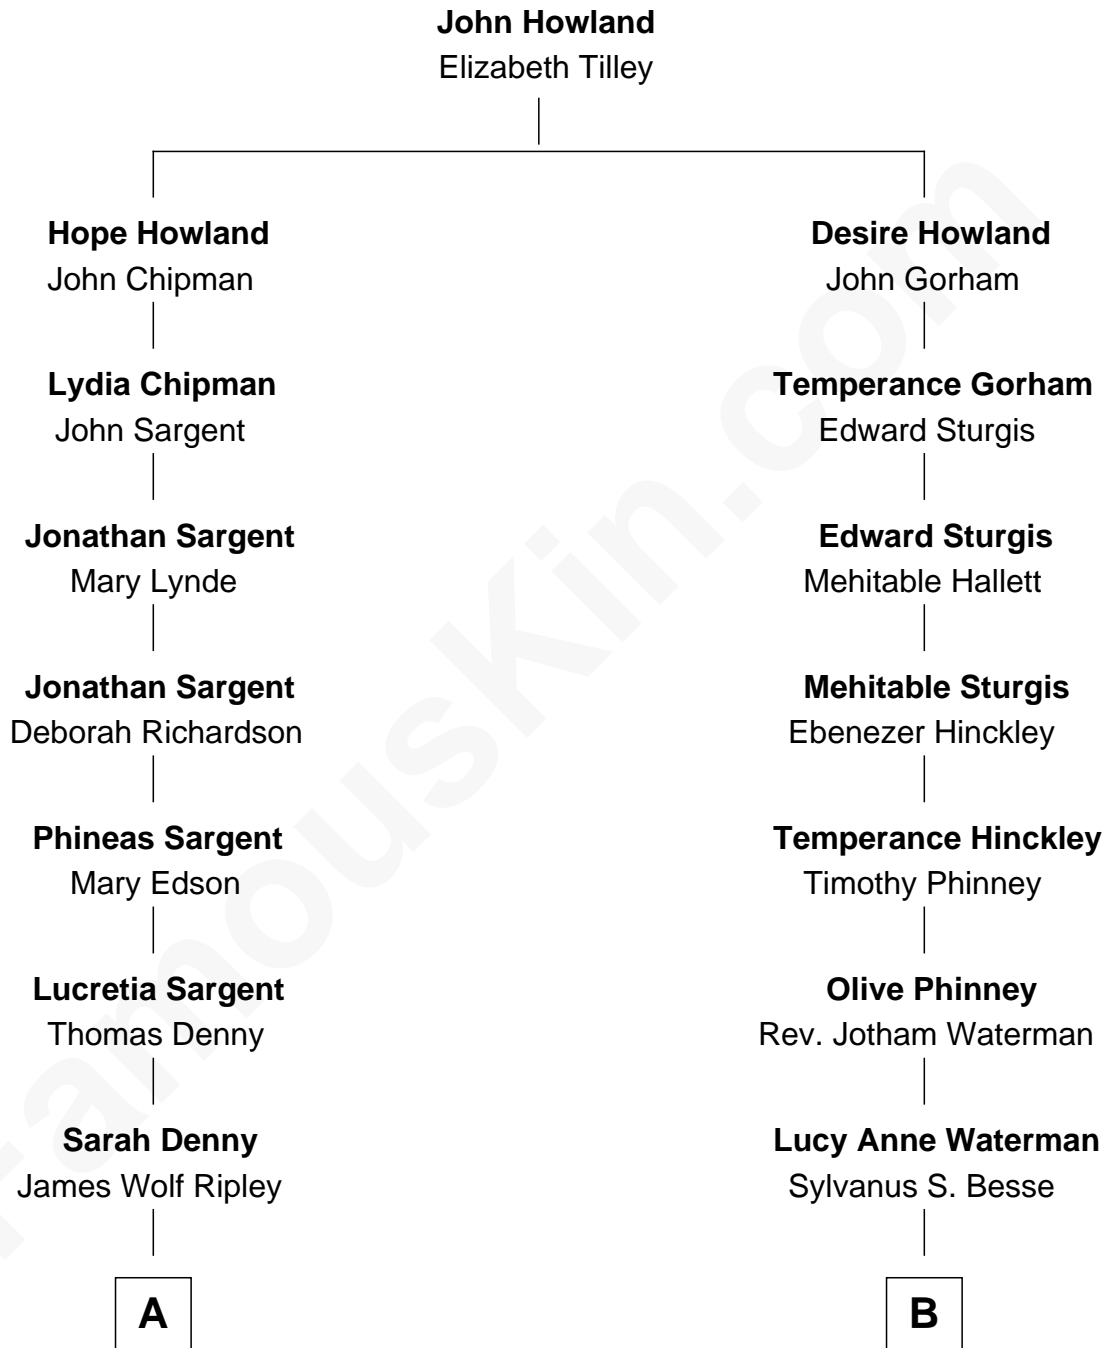 John Howland
Elizabeth Tilley
Hope Howland
John Chipman
Lydia Chipman
John Sargent
Jonathan Sargent
Mary Lynde
Jonathan Sargent
Deborah Richardson
Phineas Sargent
Mary Edson
Lucretia Sargent
Thomas Denny
Sarah Denny
James Wolf Ripley
A
Desire Howland
John Gorham
Temperance Gorham
Edward Sturgis
Edward Sturgis
Mehitable Hallett
Mehitable Sturgis
Ebenezer Hinckley
Temperance Hinckley
Timothy Phinney
Olive Phinney
Rev. Jotham Waterman
Lucy Anne Waterman
Sylvanus S. Besse
B
FamousKin.com